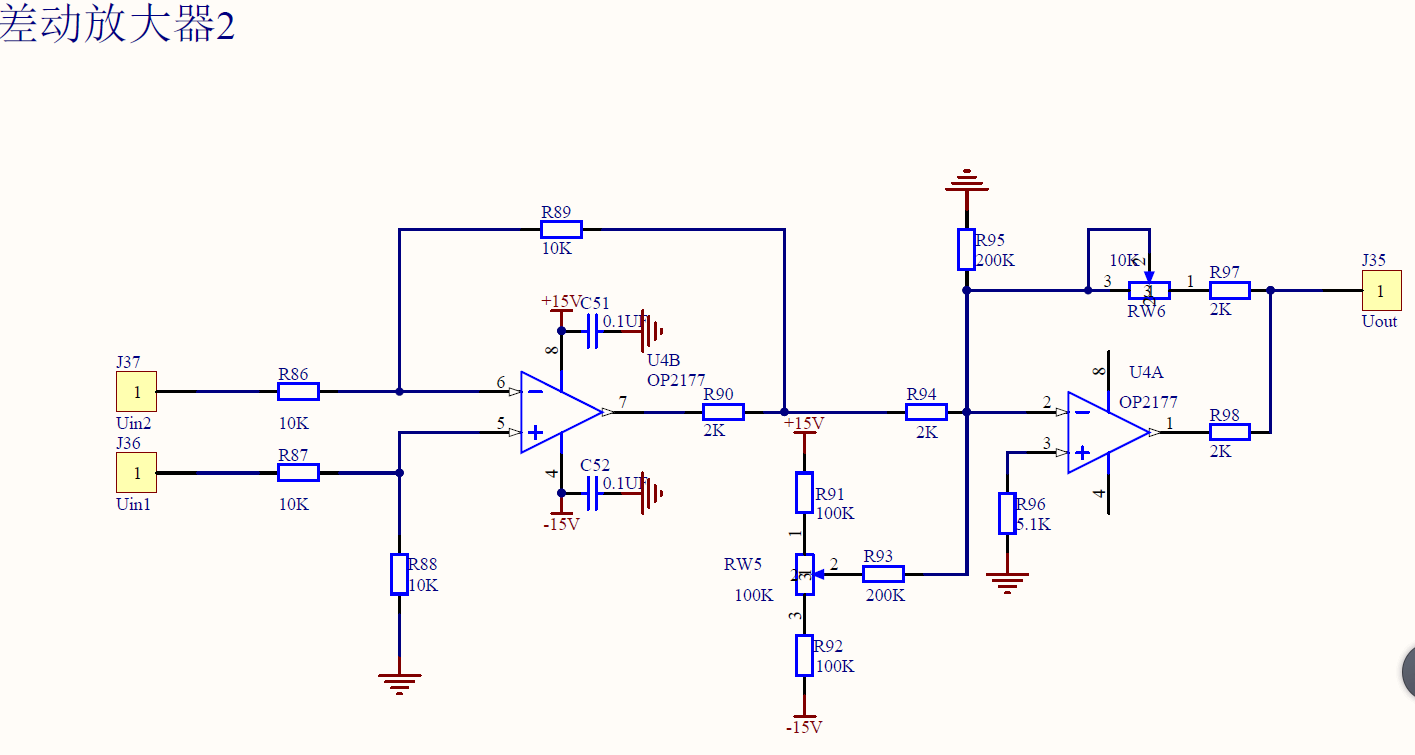 差动放大器2
R89
10K
+15V
C51
0.1UF
8
U4B
OP2177
J37
1
Uin2
R86
10K
6
5
7
J36
1
Uin1
R87
10K
4
C52
0.1UF
-15V
R88
10K
R90
2K
+15V
R91
100K
1
RW5
100K
2
3
R92
100K
-15V
R93
200K
R94
2K
R95
200K
10K
2
3
1
RW6
R97
2K
J35
1
Uout
8
U4A
OP2177
2
3
1
R98
2K
4
R96
5.1K